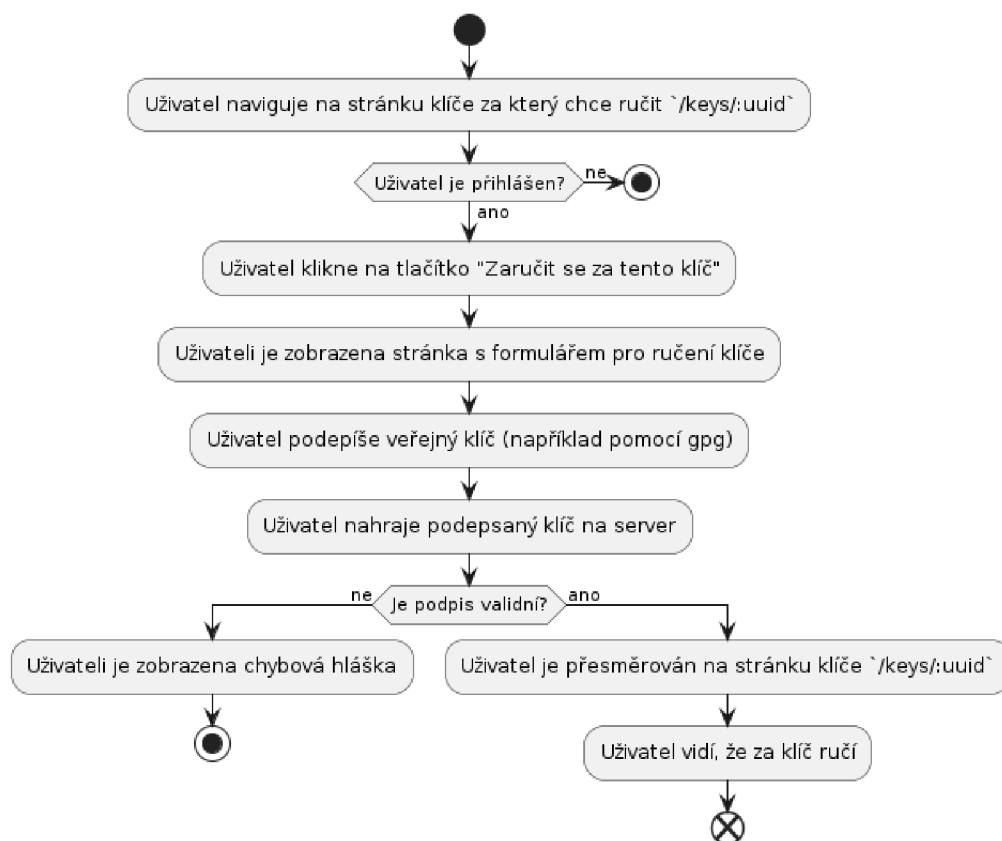 Uživatel naviguje na stránku klíče za který chce ručit `/keys/:uuid`
Uživatel je přihlášen?
ne
ano
Uživatel klikne na tlačítko "Zaručit se za tento klíč"
Uživateli je zobrazena stránka s formulářem pro ručení klíče
Uživatel podepíše veřejný klíč (například pomocí gpg)
Uživatel nahraje podepsaný klíč na server
ne
Je podpis validní?
ano
Uživateli je zobrazena chybová hláška
Uživatel je přesměrován na stránku klíče `/keys/:uuid`
Uživatel vidí, že za klíč ručí